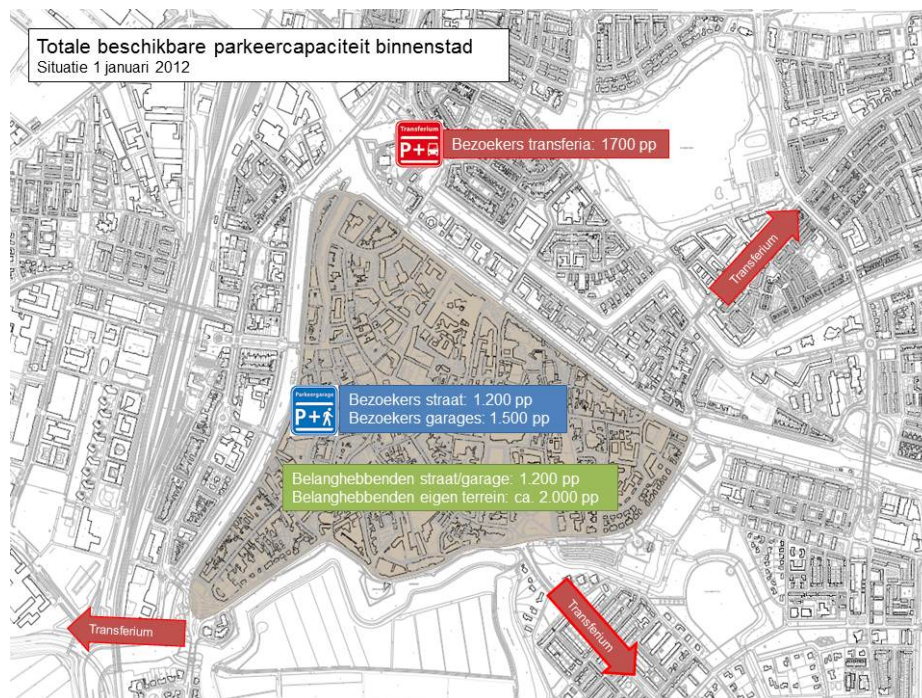 Totale beschikbare parkeercapaciteit binnenstad
Situatie 1 januari 2012
Transferium
P+
Bezoekers transferia: 1700 pp
Transferium
Parkeergarage
P+
Bezoekers straat: 1.200 pp
Bezoekers garages: 1.500 pp
Belanghebbenden straat/garage: 1.200 pp
Belanghebbenden eigen terrein: ca. 2.000 pp
Transferium
Transferium